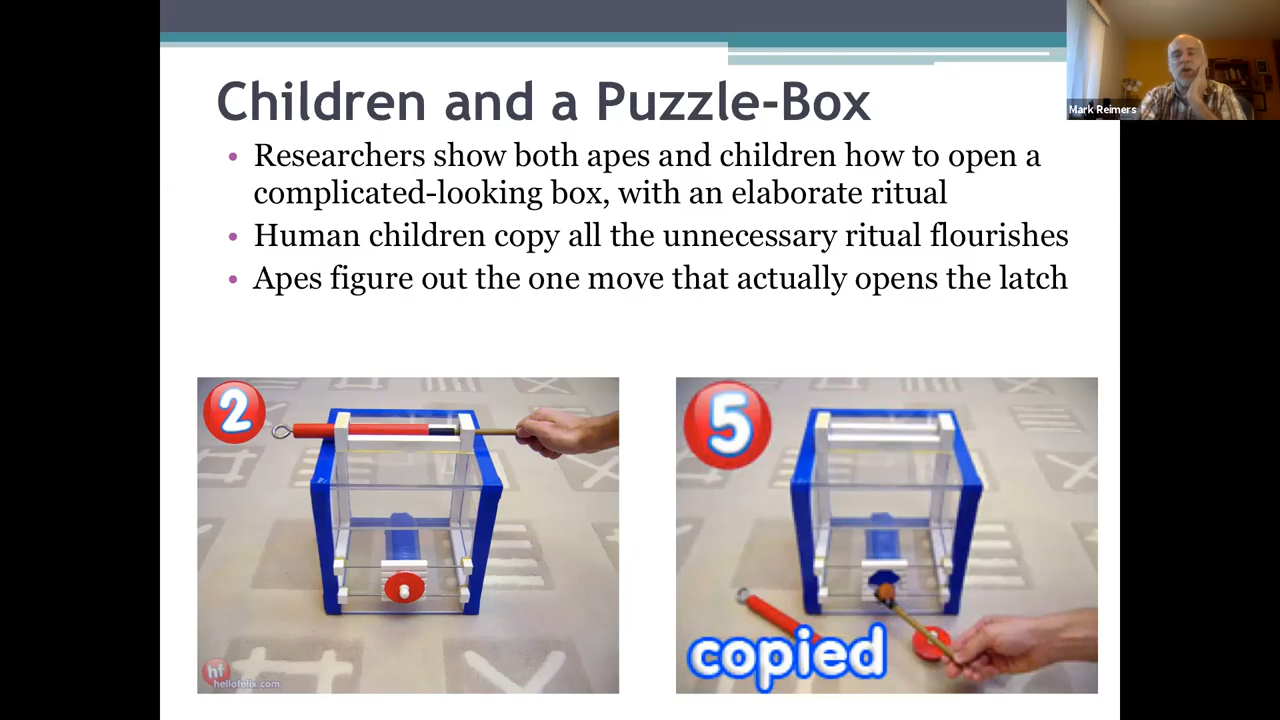 Children and a Puzzle-Box
Mark Reimers
• Researchers show both apes and children how to open a
complicated-looking box, with an elaborate ritual
• Human children copy all the unnecessary ritual flourishes
• Apes figure out the one move that actually opens the latch
2
5
copied
hf
hellofelix.com